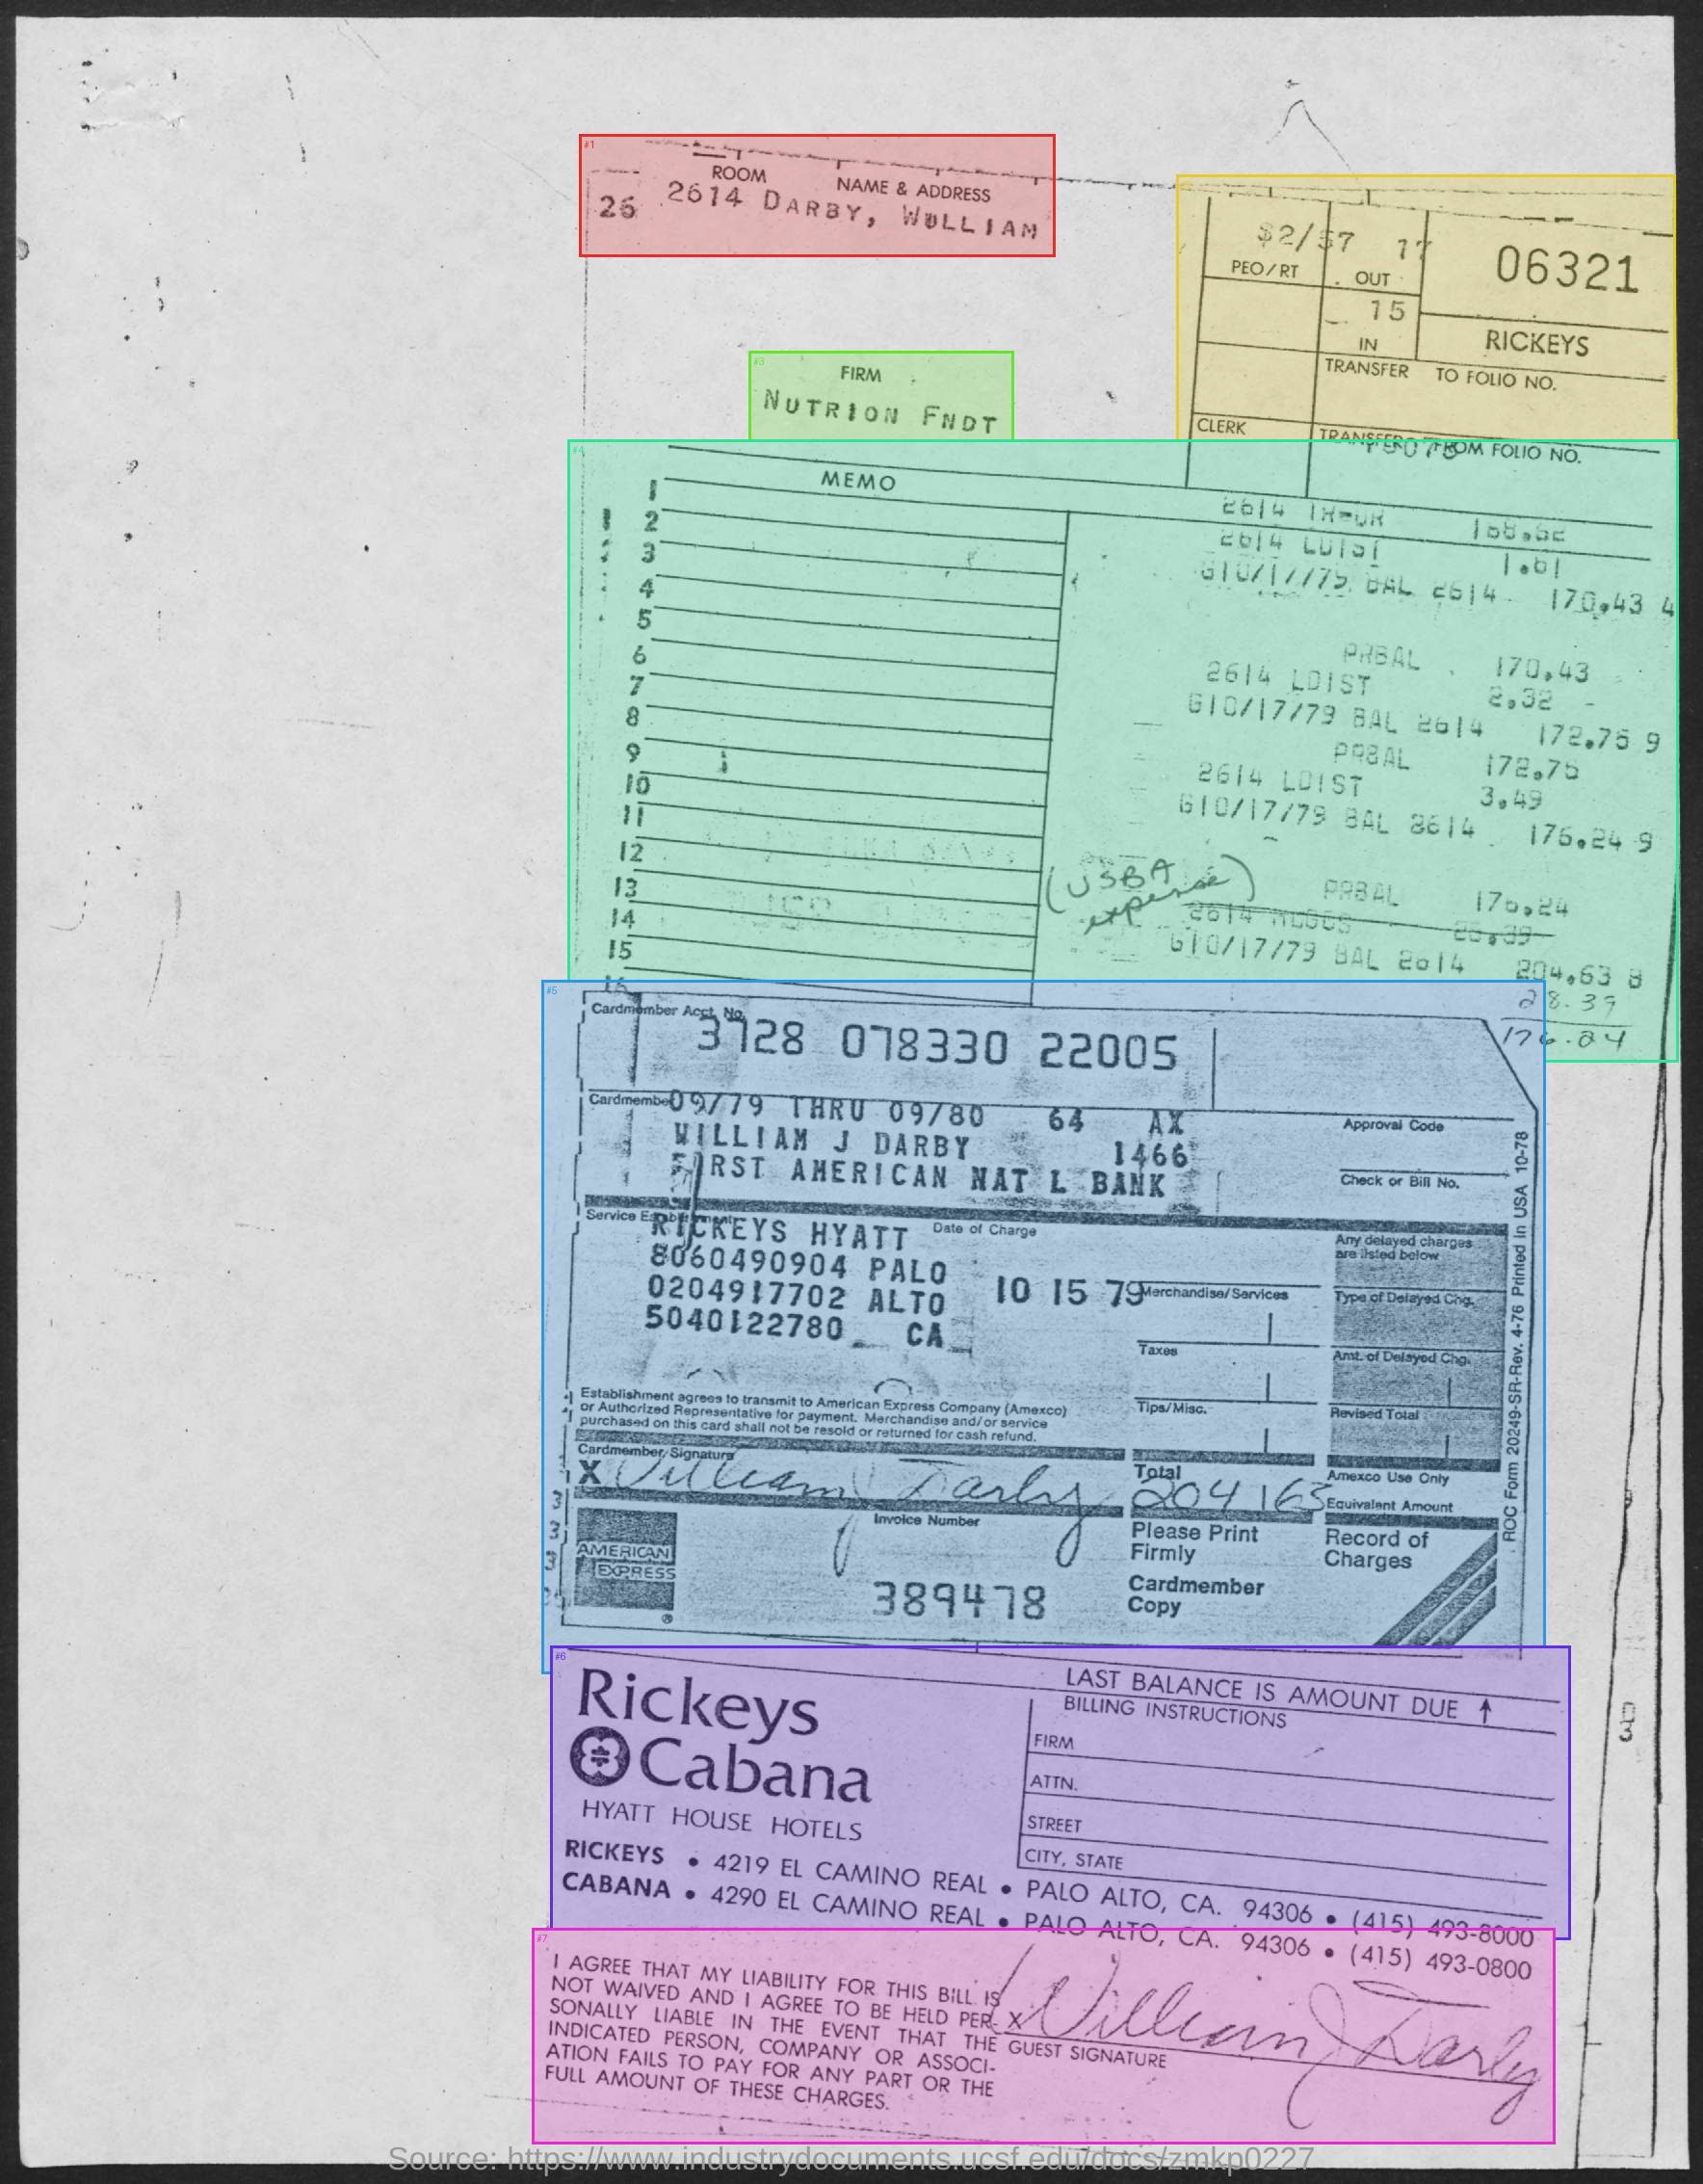 ROOM NAME & ADDRESS
26 2614 DARBY, WULLIAM
$2/57 17 06321
PEO/RT OUT
15
IN RICKEYS
TRANSFER TO FOLIO NO.
FIRM
NUTRION FNDT
CLERK TRANSFER FROM FOLIO NO.
MEMO
1
2
3
4
5
6
7
8
9
10
11
12
13
14
15
16
2614 168.82
2614 LDIST 1.61
G10/17/79 BAL 2614 170.43 4
PRBAL 170.43
2614 LDIST 2.32
G10/17/79 BAL 2614 172.75 9
PRBAL 172.75
2614 LDIST 3.49
G10/17/79 BAL 2614 176.24 9
(USBA expense)
PRBAL 176.24
2614 28.39
G10/17/79 BAL 2614 204.63 8
28.39
176.24
Cardmember Acct. No.
3728 078330 22005
Cardmember 09/79 THRU 09/80 64 AX
WILLIAM J DARBY 1466
FIRST AMERICAN NAT L BANK
Approval Code
Check or Bill No.
Service Establishment
RICKEYS HYATT
8060490904 PALO
0204917702 ALTO
5040122780 CA
Date of Charge
10 15 79
Merchandise/Services
Taxes
Tips/Misc.
Any delayed charges
are listed below
Type of Delayed Chg.
Amt. of Delayed Chg.
Revised Total
Establishment agrees to transmit to American Express Company (Amexco)
or Authorized Representative for payment. Merchandise and/or service
purchased on this card shall not be resold or returned for cash refund.
Cardmember Signature
X William J Darby
Total
204 63
Amexco Use Only
Equivalent Amount
AMERICAN
EXPRESS
®
Invoice Number
389478
Please Print
Firmly
Cardmember
Copy
Record of
Charges
ROC Form 20249-SR-Rev. 4-76 Printed in USA 10-78
Rickeys
Cabana
HYATT HOUSE HOTELS
LAST BALANCE IS AMOUNT DUE ↑
BILLING INSTRUCTIONS
FIRM
ATTN.
STREET
CITY, STATE
RICKEYS • 4219 EL CAMINO REAL • PALO ALTO, CA. 94306 • (415) 493-8000
CABANA • 4290 EL CAMINO REAL • PALO ALTO, CA. 94306 • (415) 493-0800
I AGREE THAT MY LIABILITY FOR THIS BILL IS
NOT WAIVED AND I AGREE TO BE HELD PER-
SONALLY LIABLE IN THE EVENT THAT THE
INDICATED PERSON, COMPANY OR ASSOCI-
ATION FAILS TO PAY FOR ANY PART OR THE
FULL AMOUNT OF THESE CHARGES.
X William J Darby
GUEST SIGNATURE
#1
#3
#4
#5
#6
#7
Source: https://www.industrydocuments.ucsf.edu/docs/zmkp0227